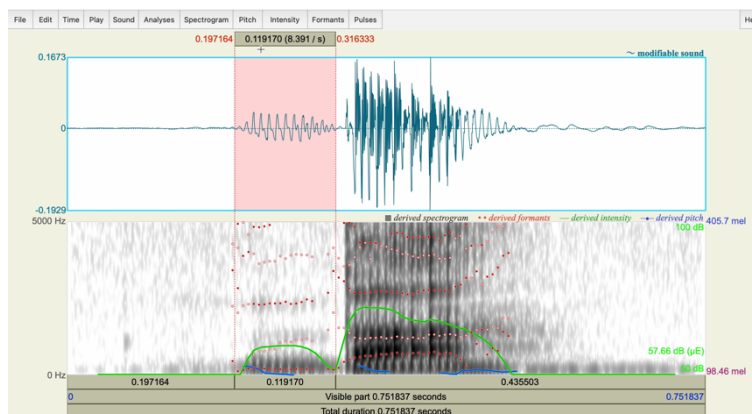 File Edit Time Play Sound Analyses Spectrogram Pitch Intensity Formants Pulses He
0.197164 0.119170 (8.391 / s) 0.316333
0.1673 ~ modifiable sound
0
-0.1929
5000 Hz derived spectrogram derived formants derived intensity derived pitch 405.7 mel
100 dB
57.66 dB (µE)
0 Hz 50 dB 98.46 mel
0.197164 0.119170 0.435503
0 Visible part 0.751837 seconds 0.751837
Total duration 0.751837 seconds